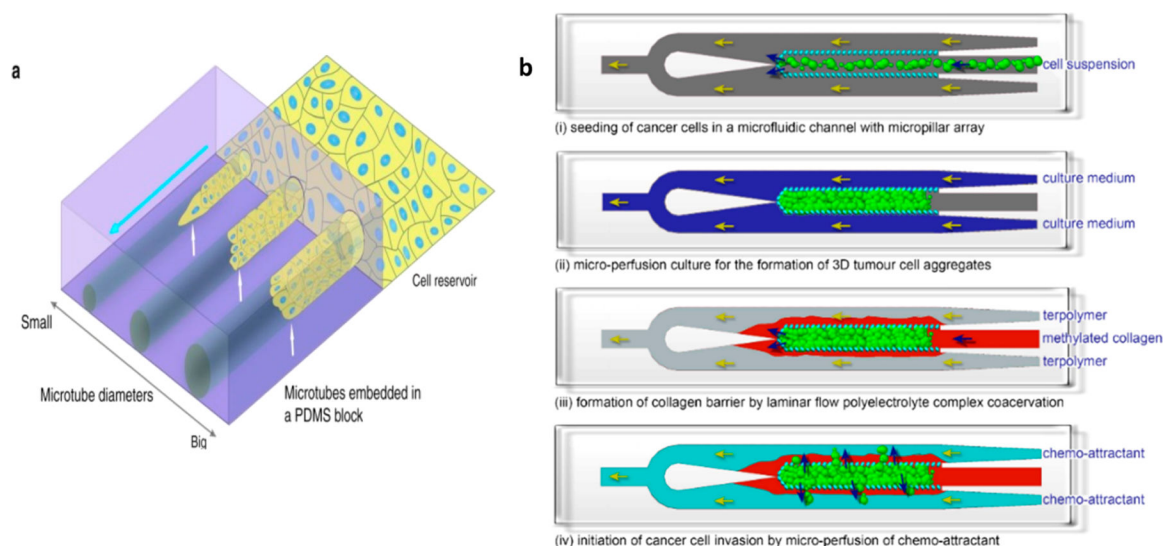 a
Cell reservoir
Small
Microtube diameters
Big
Microtubes embedded in
a PDMS block
b
cell suspension
(i) seeding of cancer cells in a microfluidic channel with micropillar array
culture medium
culture medium
(ii) micro-perfusion culture for the formation of 3D tumour cell aggregates
terpolymer
methylated collagen
terpolymer
(iii) formation of collagen barrier by laminar flow polyelectrolyte complex coacervation
chemo-attractant
chemo-attractant
(iv) initiation of cancer cell invasion by micro-perfusion of chemo-attractant